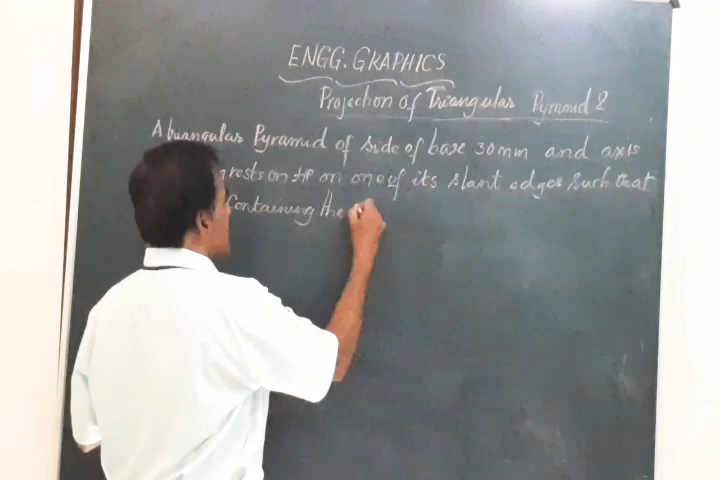 ENGG.GRAPHICS
Projection of Triangular Pyramid 2
A triangular Pyramid of side of base 30mm and axis
rests on HP on one of its slant edges such that
Containing the